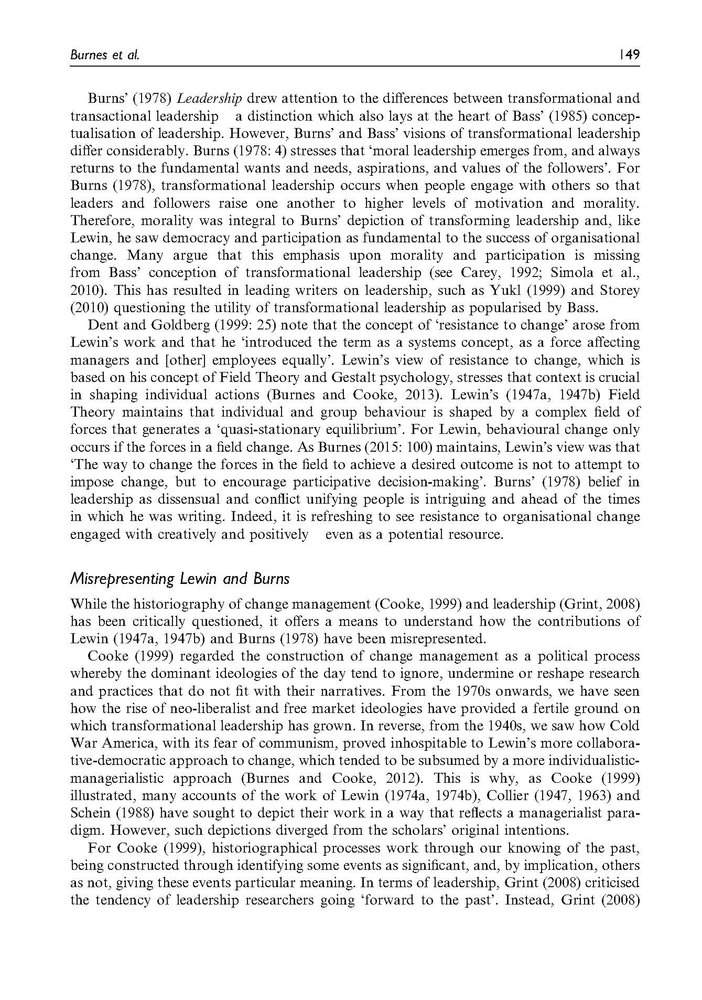 Burnes et al. 149
Burns’ (1978) Leadership drew attention to the differences between transformational and
transactional leadership a distinction which also lays at the heart of Bass’ (1985) concep-
tualisation of leadership. However, Burns’ and Bass’ visions of transformational leadership
differ considerably. Burns (1978: 4) stresses that ‘moral leadership emerges from, and always
returns to the fundamental wants and needs, aspirations, and values of the followers’. For
Burns (1978), transformational leadership occurs when people engage with others so that
leaders and followers raise one another to higher levels of motivation and morality.
Therefore, morality was integral to Burns’ depiction of transforming leadership and, like
Lewin, he saw democracy and participation as fundamental to the success of organisational
change. Many argue that this emphasis upon morality and participation is missing
from Bass’ conception of transformational leadership (see Carey, 1992; Simola et al.,
2010). This has resulted in leading writers on leadership, such as Yukl (1999) and Storey
(2010) questioning the utility of transformational leadership as popularised by Bass.
Dent and Goldberg (1999: 25) note that the concept of ‘resistance to change’ arose from
Lewin’s work and that he ‘introduced the term as a systems concept, as a force affecting
managers and [other] employees equally’. Lewin’s view of resistance to change, which is
based on his concept of Field Theory and Gestalt psychology, stresses that context is crucial
in shaping individual actions (Burnes and Cooke, 2013). Lewin’s (1947a, 1947b) Field
Theory maintains that individual and group behaviour is shaped by a complex field of
forces that generates a ‘quasi-stationary equilibrium’. For Lewin, behavioural change only
occurs if the forces in a field change. As Burnes (2015: 100) maintains, Lewin’s view was that
‘The way to change the forces in the field to achieve a desired outcome is not to attempt to
impose change, but to encourage participative decision-making’. Burns’ (1978) belief in
leadership as dissensual and conflict unifying people is intriguing and ahead of the times
in which he was writing. Indeed, it is refreshing to see resistance to organisational change
engaged with creatively and positively even as a potential resource.
Misrepresenting Lewin and Burns
While the historiography of change management (Cooke, 1999) and leadership (Grint, 2008)
has been critically questioned, it offers a means to understand how the contributions of
Lewin (1947a, 1947b) and Burns (1978) have been misrepresented.
Cooke (1999) regarded the construction of change management as a political process
whereby the dominant ideologies of the day tend to ignore, undermine or reshape research
and practices that do not fit with their narratives. From the 1970s onwards, we have seen
how the rise of neo-liberalist and free market ideologies have provided a fertile ground on
which transformational leadership has grown. In reverse, from the 1940s, we saw how Cold
War America, with its fear of communism, proved inhospitable to Lewin’s more collabora-
tive-democratic approach to change, which tended to be subsumed by a more individualistic-
managerialistic approach (Burnes and Cooke, 2012). This is why, as Cooke (1999)
illustrated, many accounts of the work of Lewin (1974a, 1974b), Collier (1947, 1963) and
Schein (1988) have sought to depict their work in a way that reflects a managerialist para-
digm. However, such depictions diverged from the scholars’ original intentions.
For Cooke (1999), historiographical processes work through our knowing of the past,
being constructed through identifying some events as significant, and, by implication, others
as not, giving these events particular meaning. In terms of leadership, Grint (2008) criticised
the tendency of leadership researchers going ‘forward to the past’. Instead, Grint (2008)